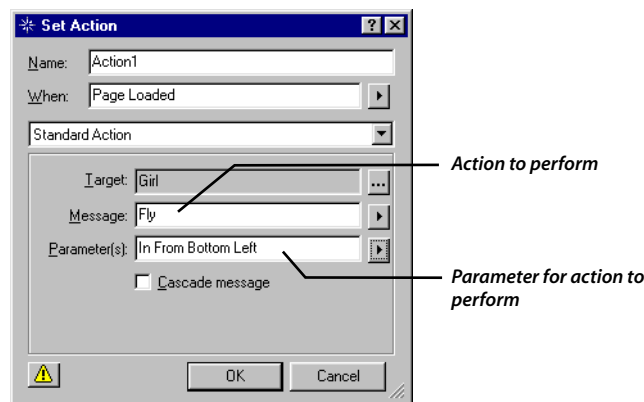 Set Action
Name: Action1
When: Page Loaded
Standard Action
Action to perform
Target: Girl ...
Message: Fly
Parameter(s): In From Bottom Left
Parameter for action to
perform
Cascade message
OK Cancel